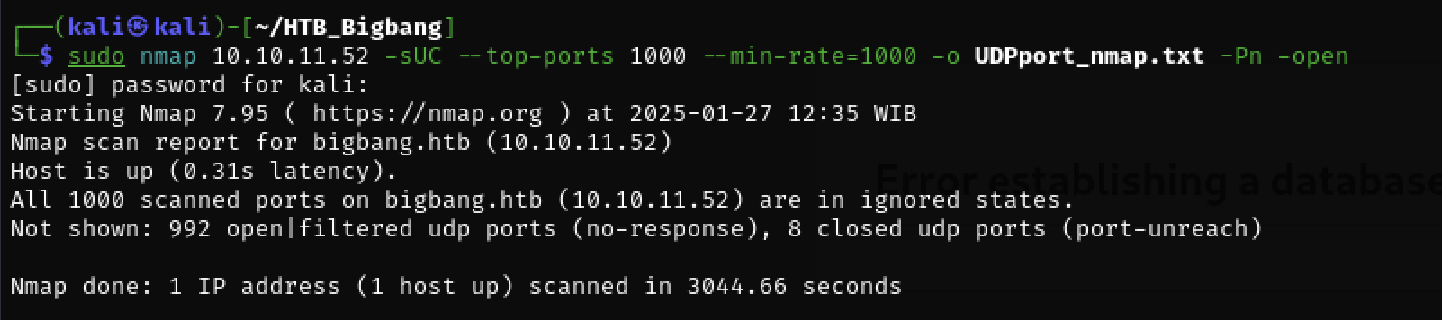 ┌──(kali㉿kali)-[~/HTB_Bigbang]
└─$ sudo nmap 10.10.11.52 -sUC --top-ports 1000 --min-rate=1000 -o UDPport_nmap.txt -Pn -open
[sudo] password for kali:
Starting Nmap 7.95 ( https://nmap.org ) at 2025-01-27 12:35 WIB
Nmap scan report for bigbang.htb (10.10.11.52)
Host is up (0.31s latency).
Error establishing a database
All 1000 scanned ports on bigbang.htb (10.10.11.52) are in ignored states.
Not shown: 992 open|filtered udp ports (no-response), 8 closed udp ports (port-unreach)
Nmap done: 1 IP address (1 host up) scanned in 3044.66 seconds